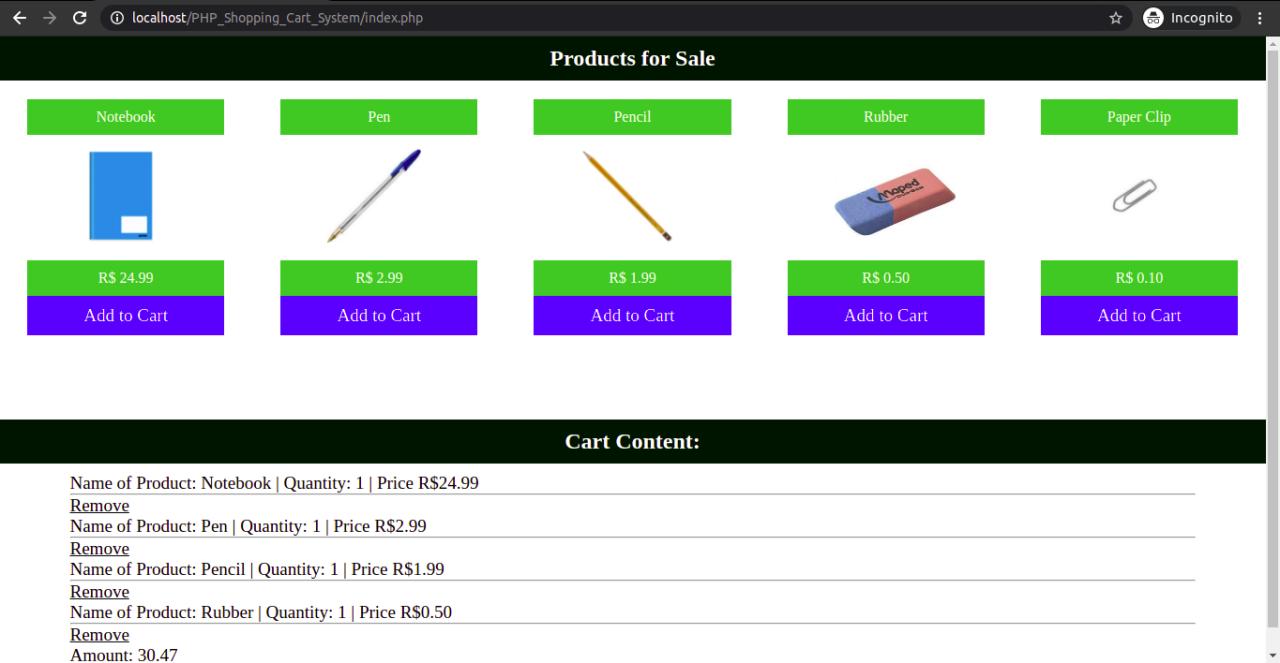 localhost/PHP_Shopping_Cart_System/index.php Incognito
Products for Sale
Notebook Pen Pencil Rubber Paper Clip
Maped
R$ 24.99 R$ 2.99 R$ 1.99 R$ 0.50 R$ 0.10
Add to Cart Add to Cart Add to Cart Add to Cart Add to Cart
Cart Content:
Name of Product: Notebook | Quantity: 1 | Price R$24.99
Remove
Name of Product: Pen | Quantity: 1 | Price R$2.99
Remove
Name of Product: Pencil | Quantity: 1 | Price R$1.99
Remove
Name of Product: Rubber | Quantity: 1 | Price R$0.50
Remove
Amount: 30.47